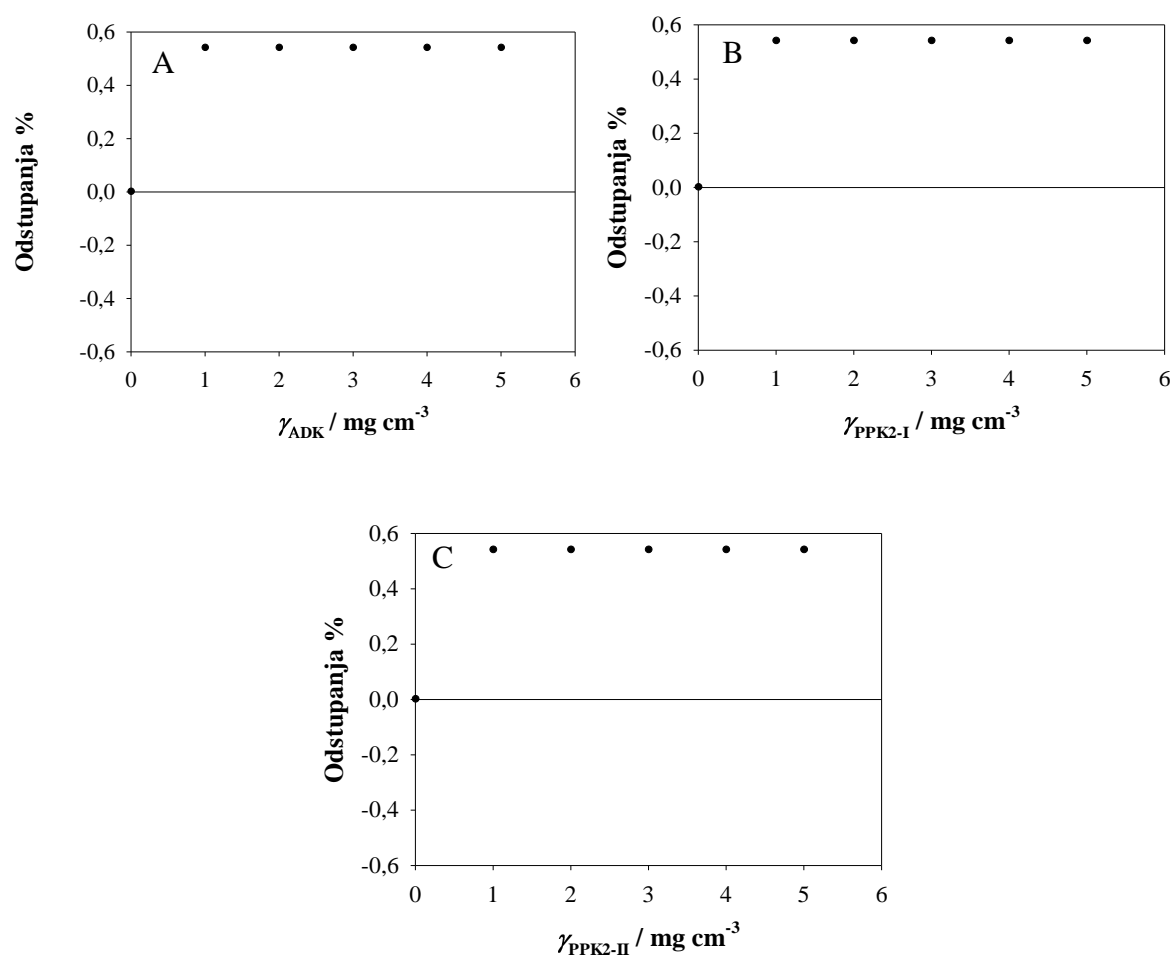 A
Odstupanja %
0,6
0,4
0,2
0,0
-0,2
-0,4
-0,6
0 1 2 3 4 5 6
γADK / mg cm-3
B
Odstupanja %
0,6
0,4
0,2
0,0
-0,2
-0,4
-0,6
0 1 2 3 4 5 6
γPPK2-I / mg cm-3
C
Odstupanja %
0,6
0,4
0,2
0,0
-0,2
-0,4
-0,6
0 1 2 3 4 5 6
γPPK2-II / mg cm-3